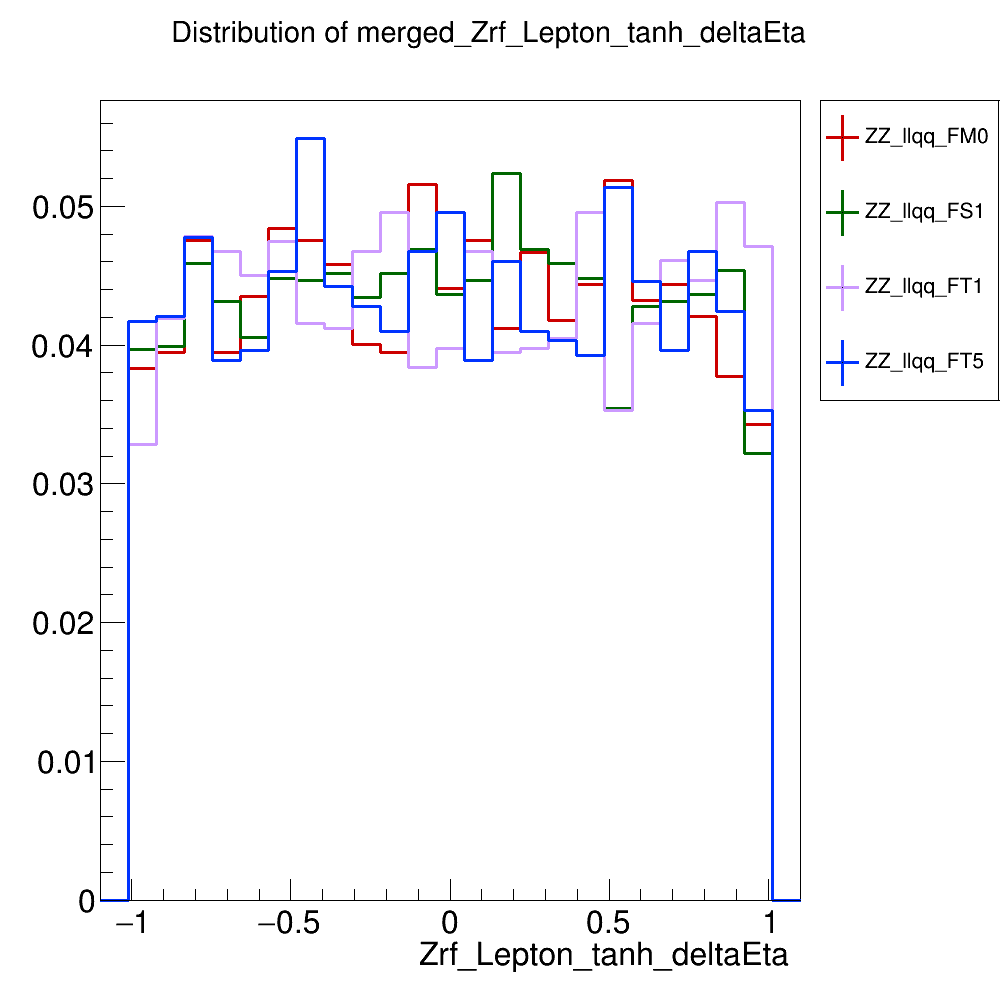 Distribution of merged_Zrf_Lepton_tanh_deltaEta
ZZ_llqq_FM0
ZZ_llqq_FS1
ZZ_llqq_FT1
ZZ_llqq_FT5
0.05
0.04
0.03
0.02
0.01
0
−1 −0.5 0 0.5 1
Zrf_Lepton_tanh_deltaEta